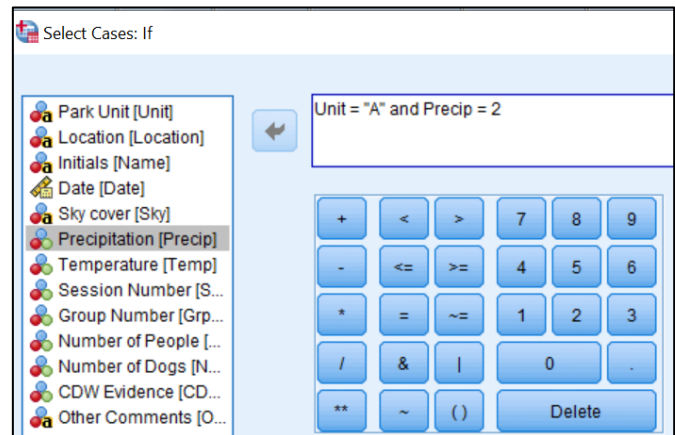 Select Cases: If
Unit = "A" and Precip = 2
Park Unit [Unit]
Location [Location]
Initials [Name]
Date [Date]
Sky cover [Sky]
Precipitation [Precip]
Temperature [Temp]
Session Number [S...
Group Number [Grp...
Number of People [...
Number of Dogs [N...
CDW Evidence [CD...
Other Comments [O...
+ < > 7 8 9
- <= >= 4 5 6
* = ~= 1 2 3
/ & | 0 .
** ~ ( ) Delete